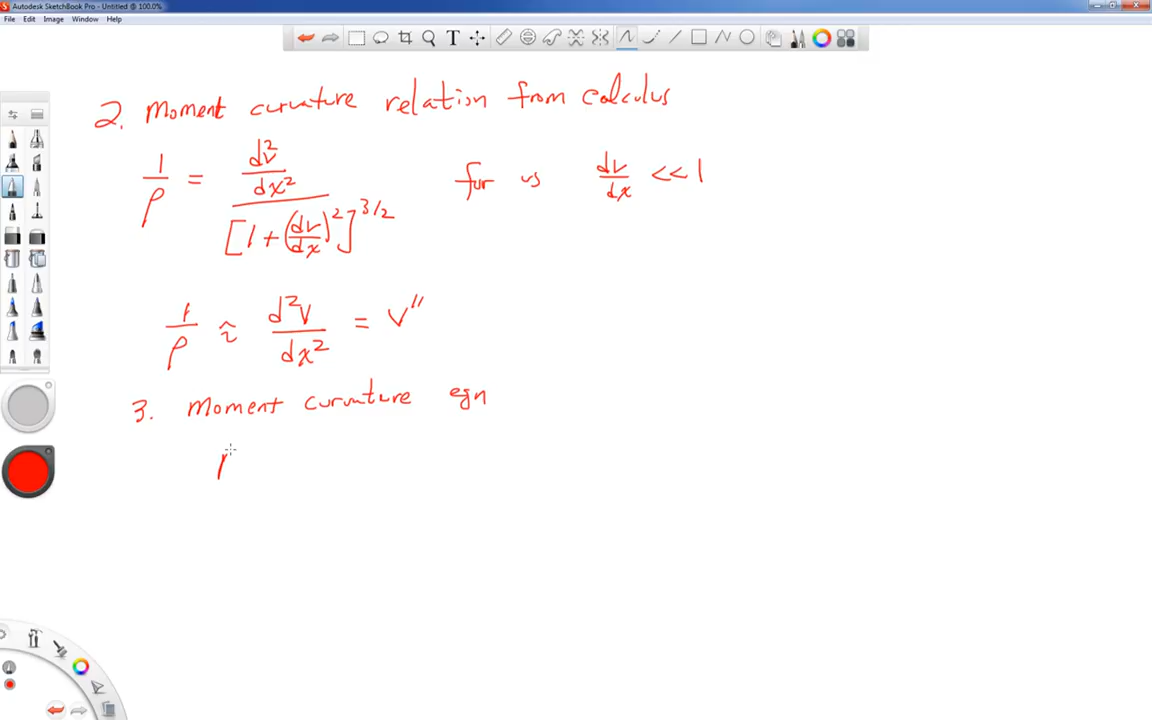 Autodesk SketchBook Pro - Untitled @ 100.0%
File Edit Image Window Help
2. Moment curvature relation from calculus
1/ρ = (d²v/dx²) / [1 + (dv/dx)²]^3/2 for us dv/dx << 1
1/ρ ≈ d²v/dx² = v''
3. Moment curvature eqn